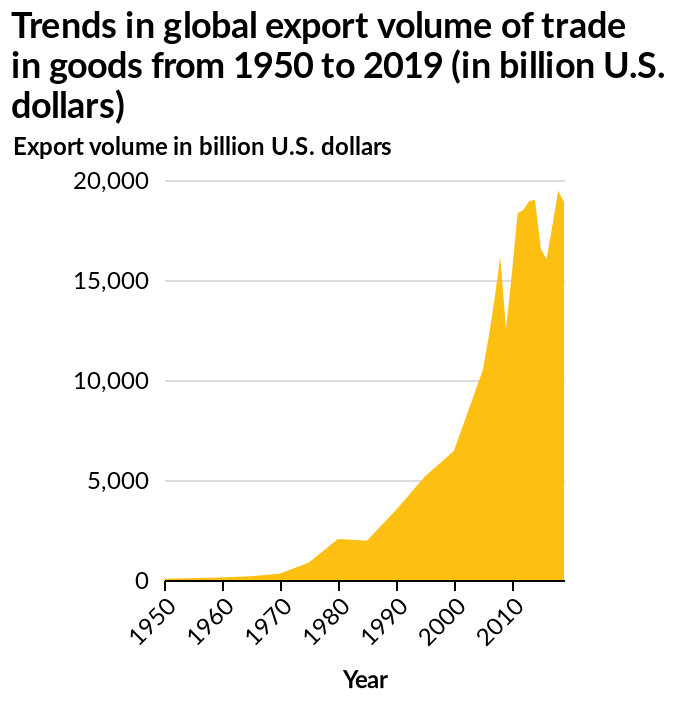 Trends in global export volume of trade
in goods from 1950 to 2019 (in billion U.S.
dollars)
Export volume in billion U.S. dollars
20,000
15,000
10,000
5,000
0
1950
1960
1970
1980
1990
2000
2010
Year